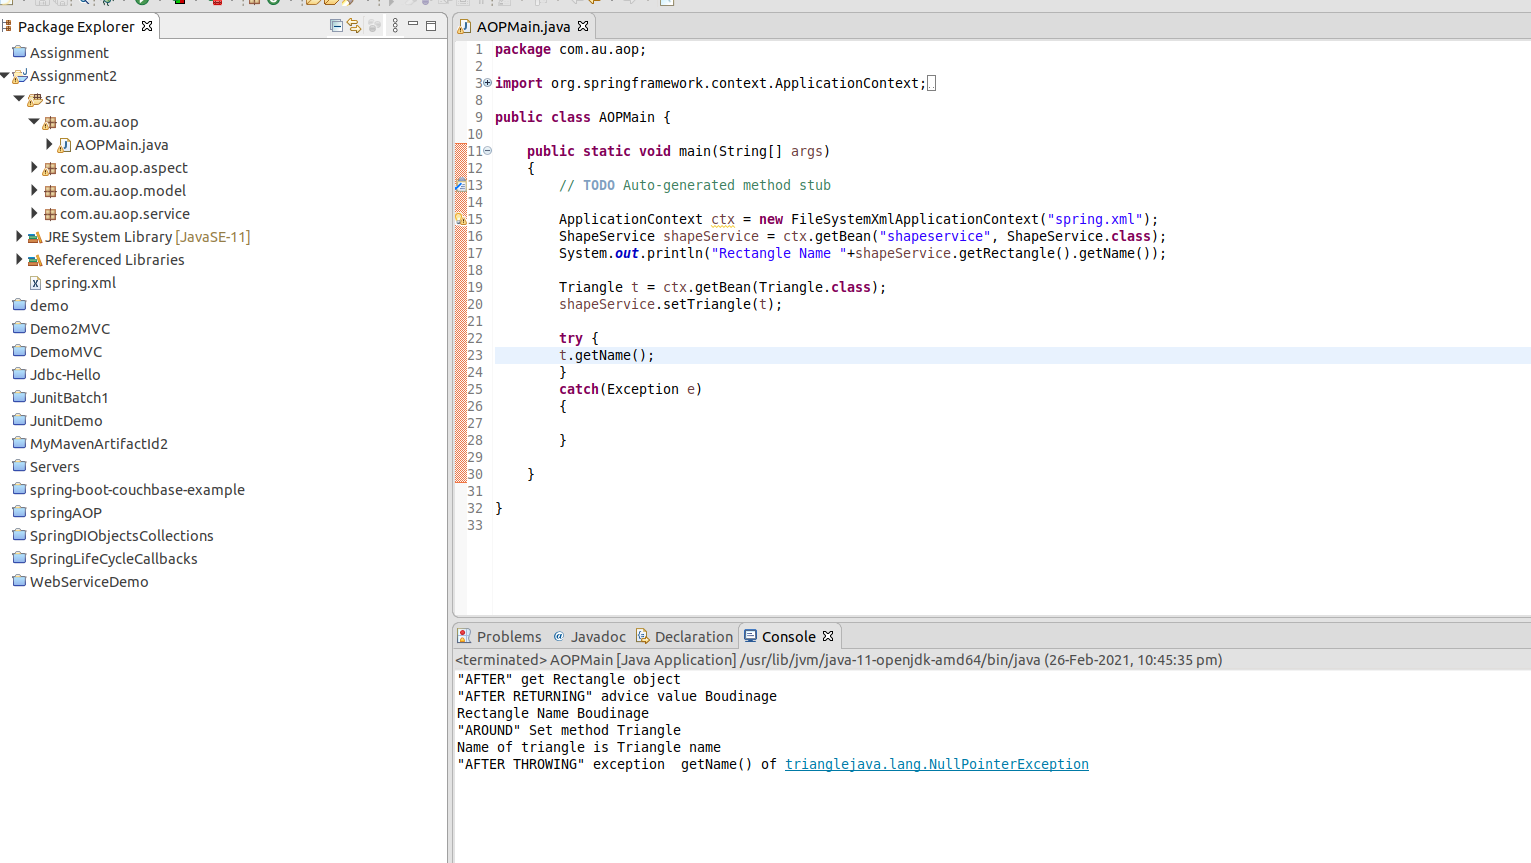 Package Explorer
Assignment
Assignment2
src
com.au.aop
AOPMain.java
com.au.aop.aspect
com.au.aop.model
com.au.aop.service
JRE System Library [JavaSE-11]
Referenced Libraries
spring.xml
demo
Demo2MVC
DemoMVC
Jdbc-Hello
JunitBatch1
JunitDemo
MyMavenArtifactId2
Servers
spring-boot-couchbase-example
springAOP
SpringDIObjectsCollections
SpringLifeCycleCallbacks
WebServiceDemo
AOPMain.java
1 package com.au.aop;
2
3 import org.springframework.context.ApplicationContext;
8
9 public class AOPMain {
10
11 public static void main(String[] args)
12 {
13 // TODO Auto-generated method stub
14
15 ApplicationContext ctx = new FileSystemXmlApplicationContext("spring.xml");
16 ShapeService shapeService = ctx.getBean("shapeservice", ShapeService.class);
17 System.out.println("Rectangle Name "+shapeService.getRectangle().getName());
18
19 Triangle t = ctx.getBean(Triangle.class);
20 shapeService.setTriangle(t);
21
22 try {
23 t.getName();
24 }
25 catch(Exception e)
26 {
27
28 }
29
30 }
31
32 }
33
Problems @ Javadoc Declaration Console
<terminated> AOPMain [Java Application] /usr/lib/jvm/java-11-openjdk-amd64/bin/java (26-Feb-2021, 10:45:35 pm)
"AFTER" get Rectangle object
"AFTER RETURNING" advice value Boudinage
Rectangle Name Boudinage
"AROUND" Set method Triangle
Name of triangle is Triangle name
"AFTER THROWING" exception  getName() of trianglejava.lang.NullPointerException